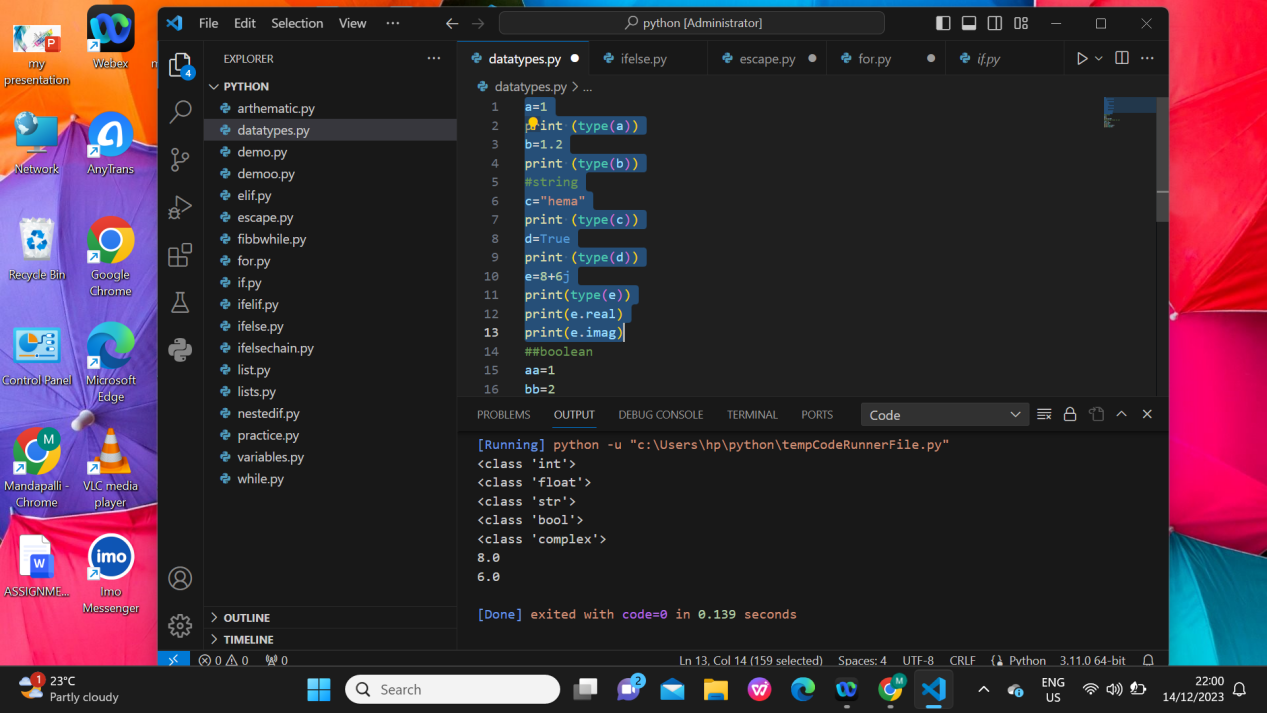 File Edit Selection View ···
python [Administrator]
my presentation
Webex
Network
AnyTrans
Recycle Bin
Google Chrome
Control Panel
Microsoft Edge
Mandapalli - Chrome
VLC media player
ASSIGNME...
Imo Messenger
imo
4
EXPLORER ···
PYTHON
arthematic.py
datatypes.py
demo.py
demoo.py
elif.py
escape.py
fibbwhile.py
for.py
if.py
ifelif.py
ifelse.py
ifelsechain.py
list.py
lists.py
nestedif.py
practice.py
variables.py
while.py
OUTLINE
TIMELINE
datatypes.py ifelse.py escape.py for.py if.py
datatypes.py > ...
1 a=1
2 print (type(a))
3 b=1.2
4 print (type(b))
5 #string
6 c="hema"
7 print (type(c))
8 d=True
9 print (type(d))
10 e=8+6j
11 print(type(e))
12 print(e.real)
13 print(e.imag)
14 ##boolean
15 aa=1
16 bb=2
PROBLEMS OUTPUT DEBUG CONSOLE TERMINAL PORTS Code
[Running] python -u "c:\Users\hp\python\tempCodeRunnerFile.py"
<class 'int'>
<class 'float'>
<class 'str'>
<class 'bool'>
<class 'complex'>
8.0
6.0
[Done] exited with code=0 in 0.139 seconds
0 0 0 Ln 13, Col 14 (159 selected) Spaces: 4 UTF-8 CRLF Python 3.11.0 64-bit
1 23°C
Partly cloudy
Search
2
M
ENG
US
22:00
14/12/2023